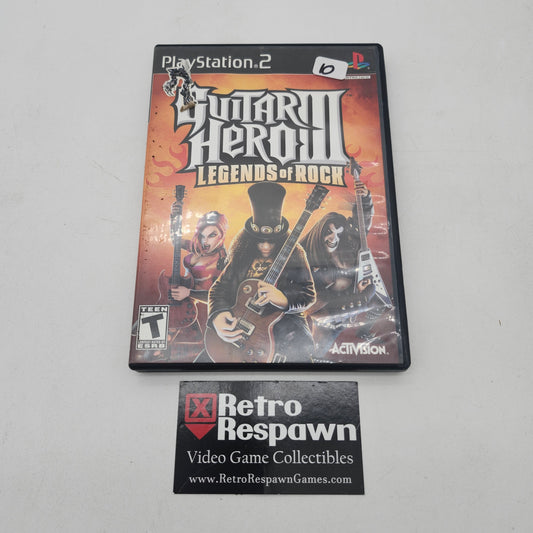 PlayStation®2
10
GUITAR
HERO III
LEGENDS OF ROCK
TEEN
T
ESRB
ACTIVISION
Retro
Respawn
Video Game Collectibles
www.RetroRespawnGames.com